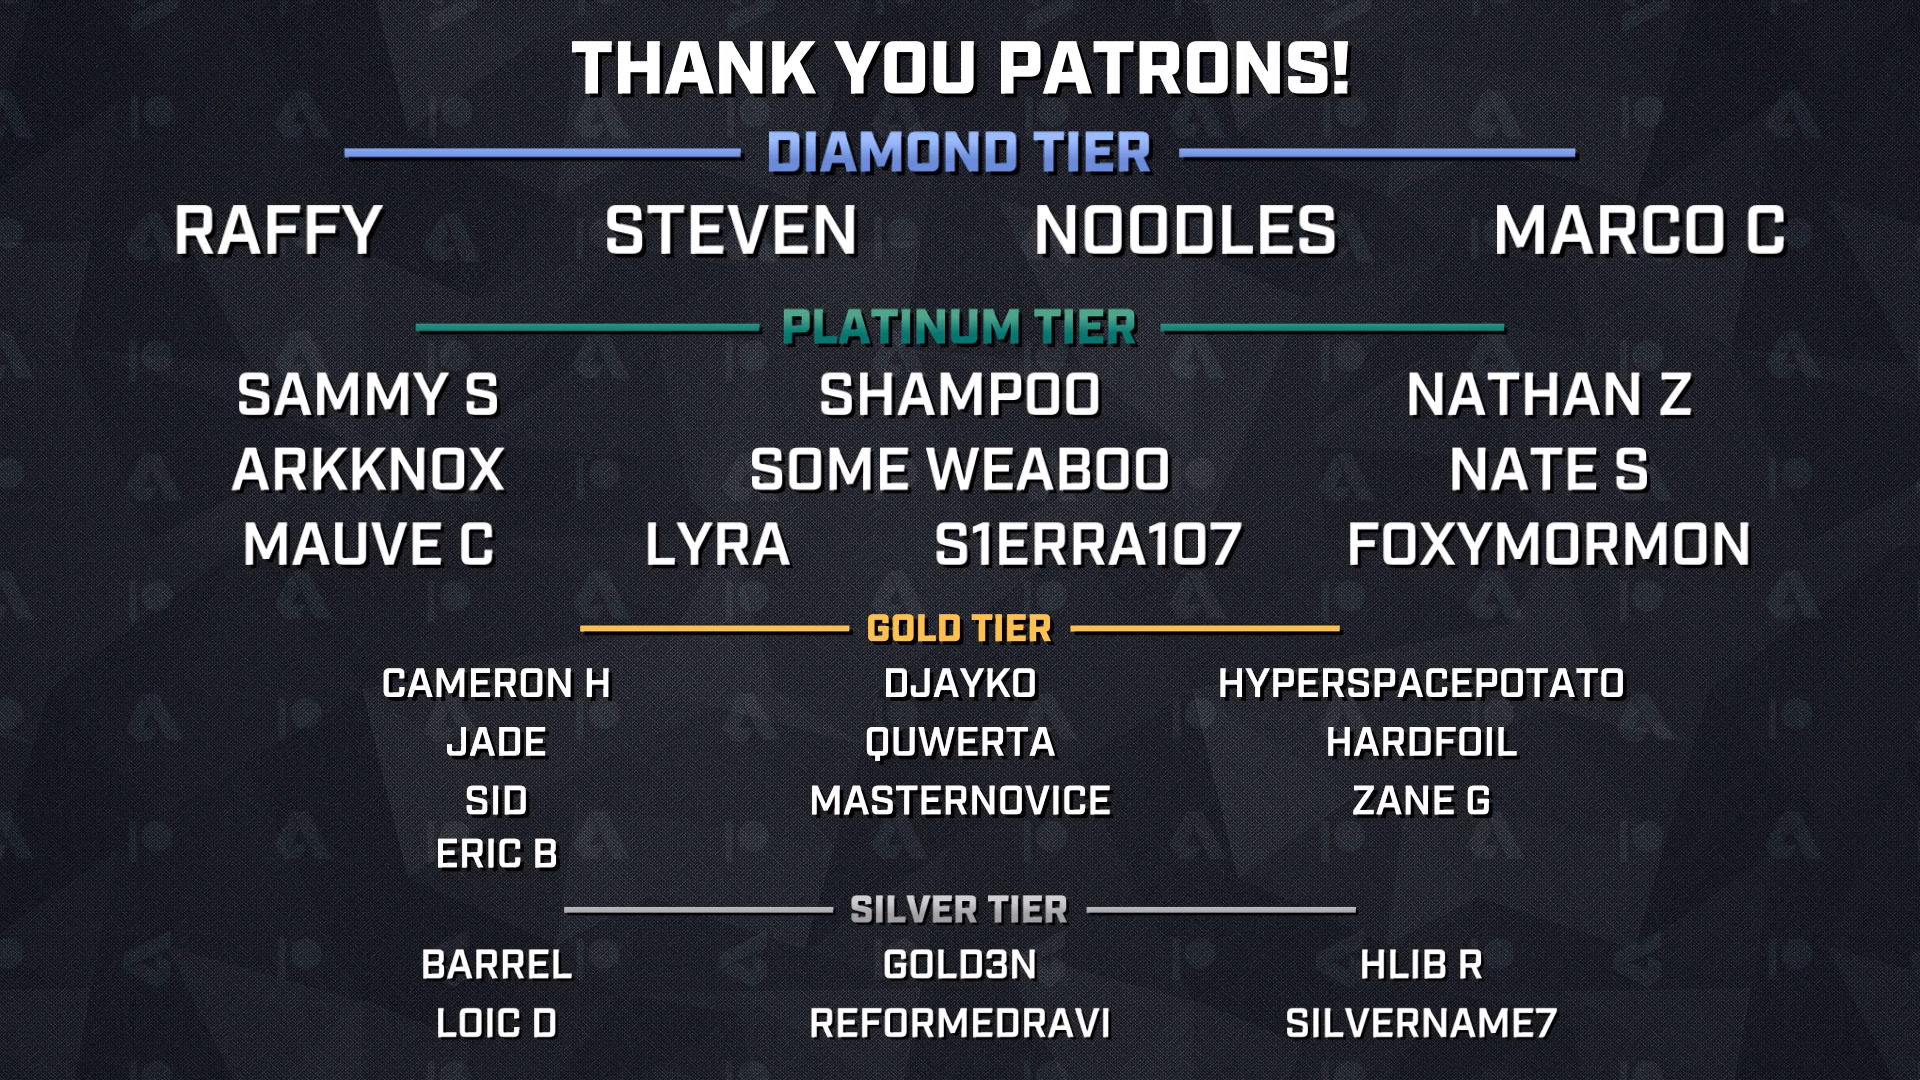 THANK YOU PATRONS!
DIAMOND TIER
RAFFY STEVEN NOODLES MARCO C
PLATINUM TIER
SAMMY S SHAMPOO NATHAN Z
ARKKNOX SOME WEABOO NATE S
MAUVE C LYRA S1ERRA107 FOXYMORMON
GOLD TIER
CAMERON H DJAYKO HYPERSPACEPOTATO
JADE QUWERTA HARDFOIL
SID MASTERNOVICE ZANE G
ERIC B
SILVER TIER
BARREL GOLD3N HLIB R
LOIC D REFORMEDRAVI SILVERNAME7